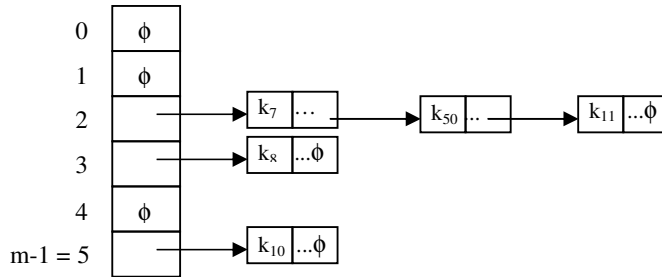 0 ϕ
1 ϕ
2 k₇ ... k₅₀ ... k₁₁ ...ϕ
3 k₈ ...ϕ
4 ϕ
m-1 = 5 k₁₀ ...ϕ